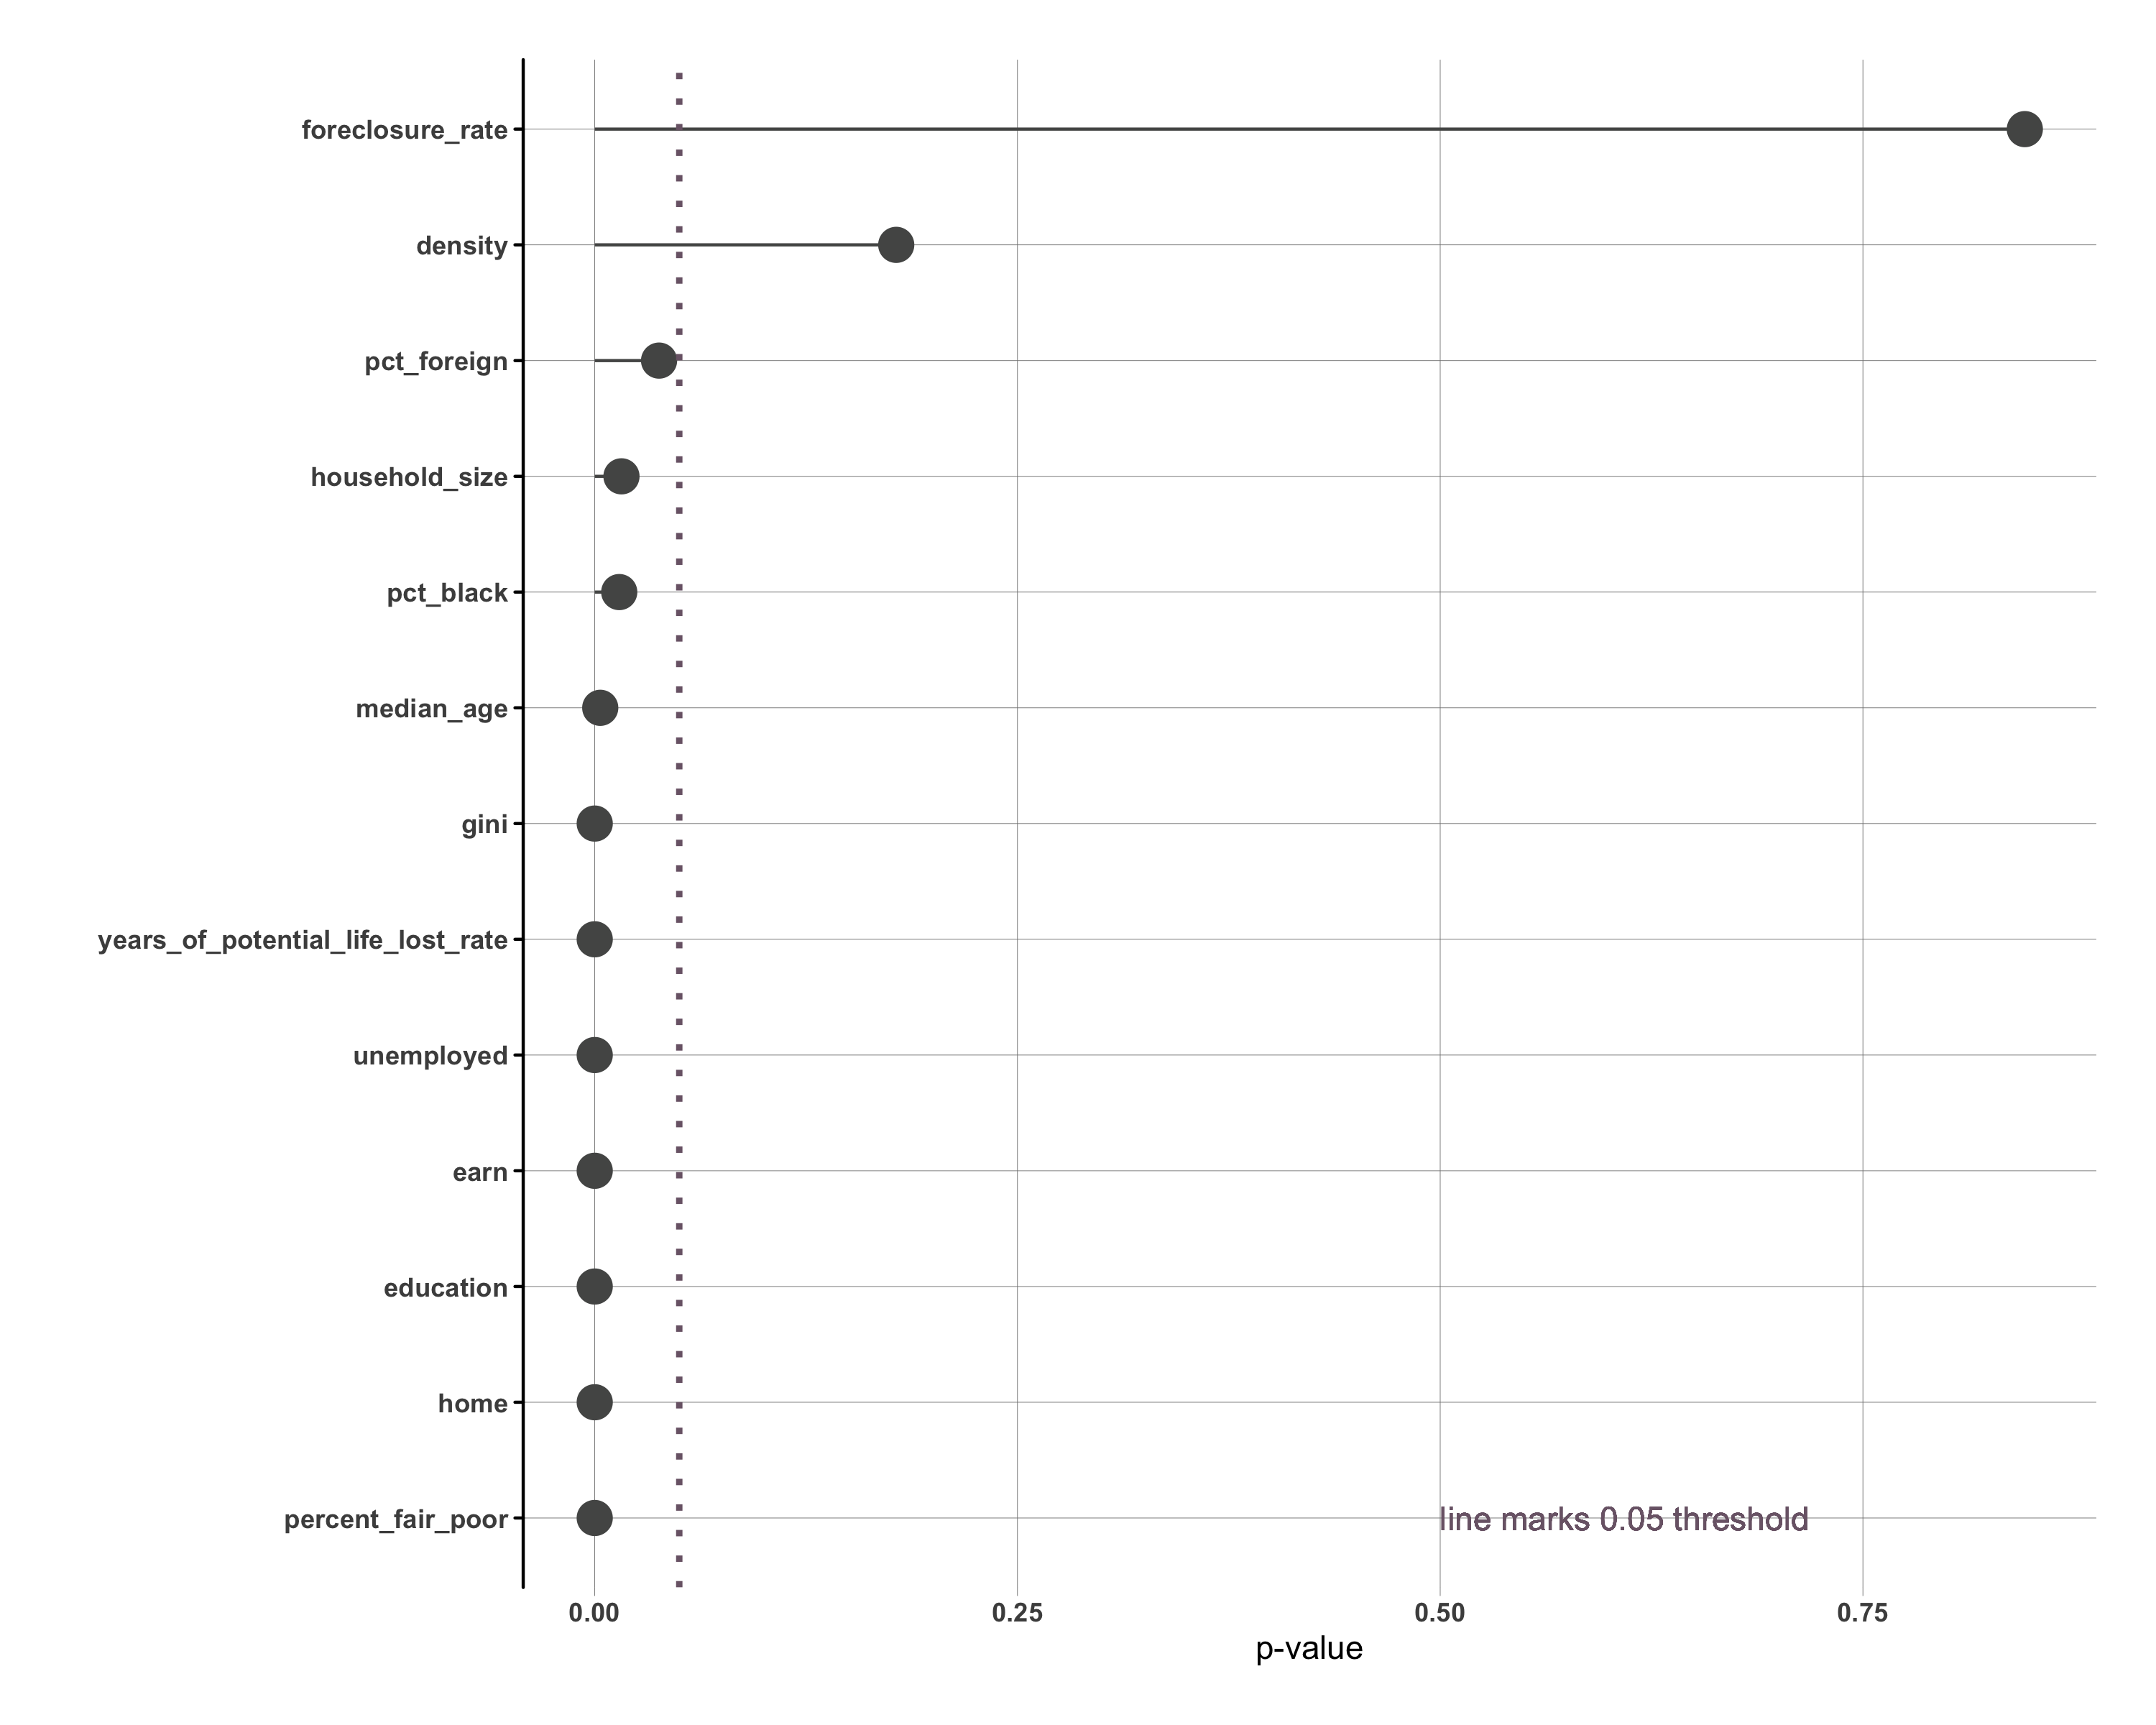 foreclosure_rate
density
pct_foreign
household_size
pct_black
median_age
gini
years_of_potential_life_lost_rate
unemployed
earn
education
home
percent_fair_poor
line marks 0.05 threshold
0.00 0.25 0.50 0.75
p-value